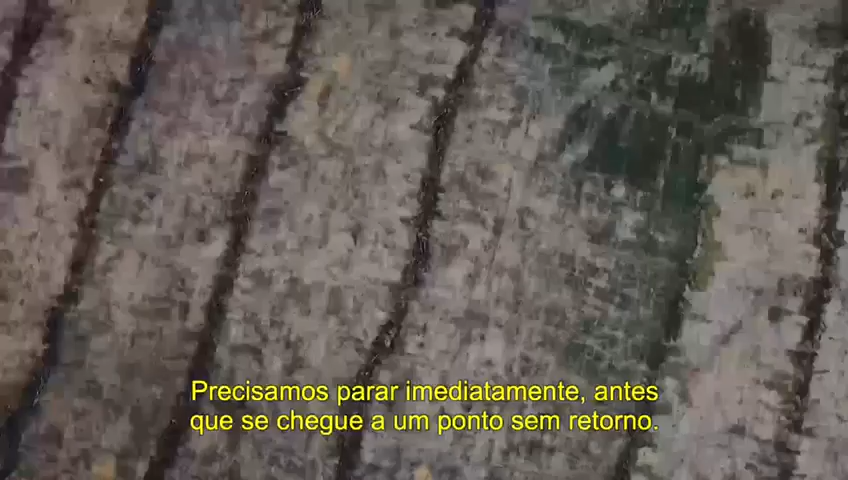 Precisamos parar imediatamente, antes
que se chegue a um ponto sem retorno.